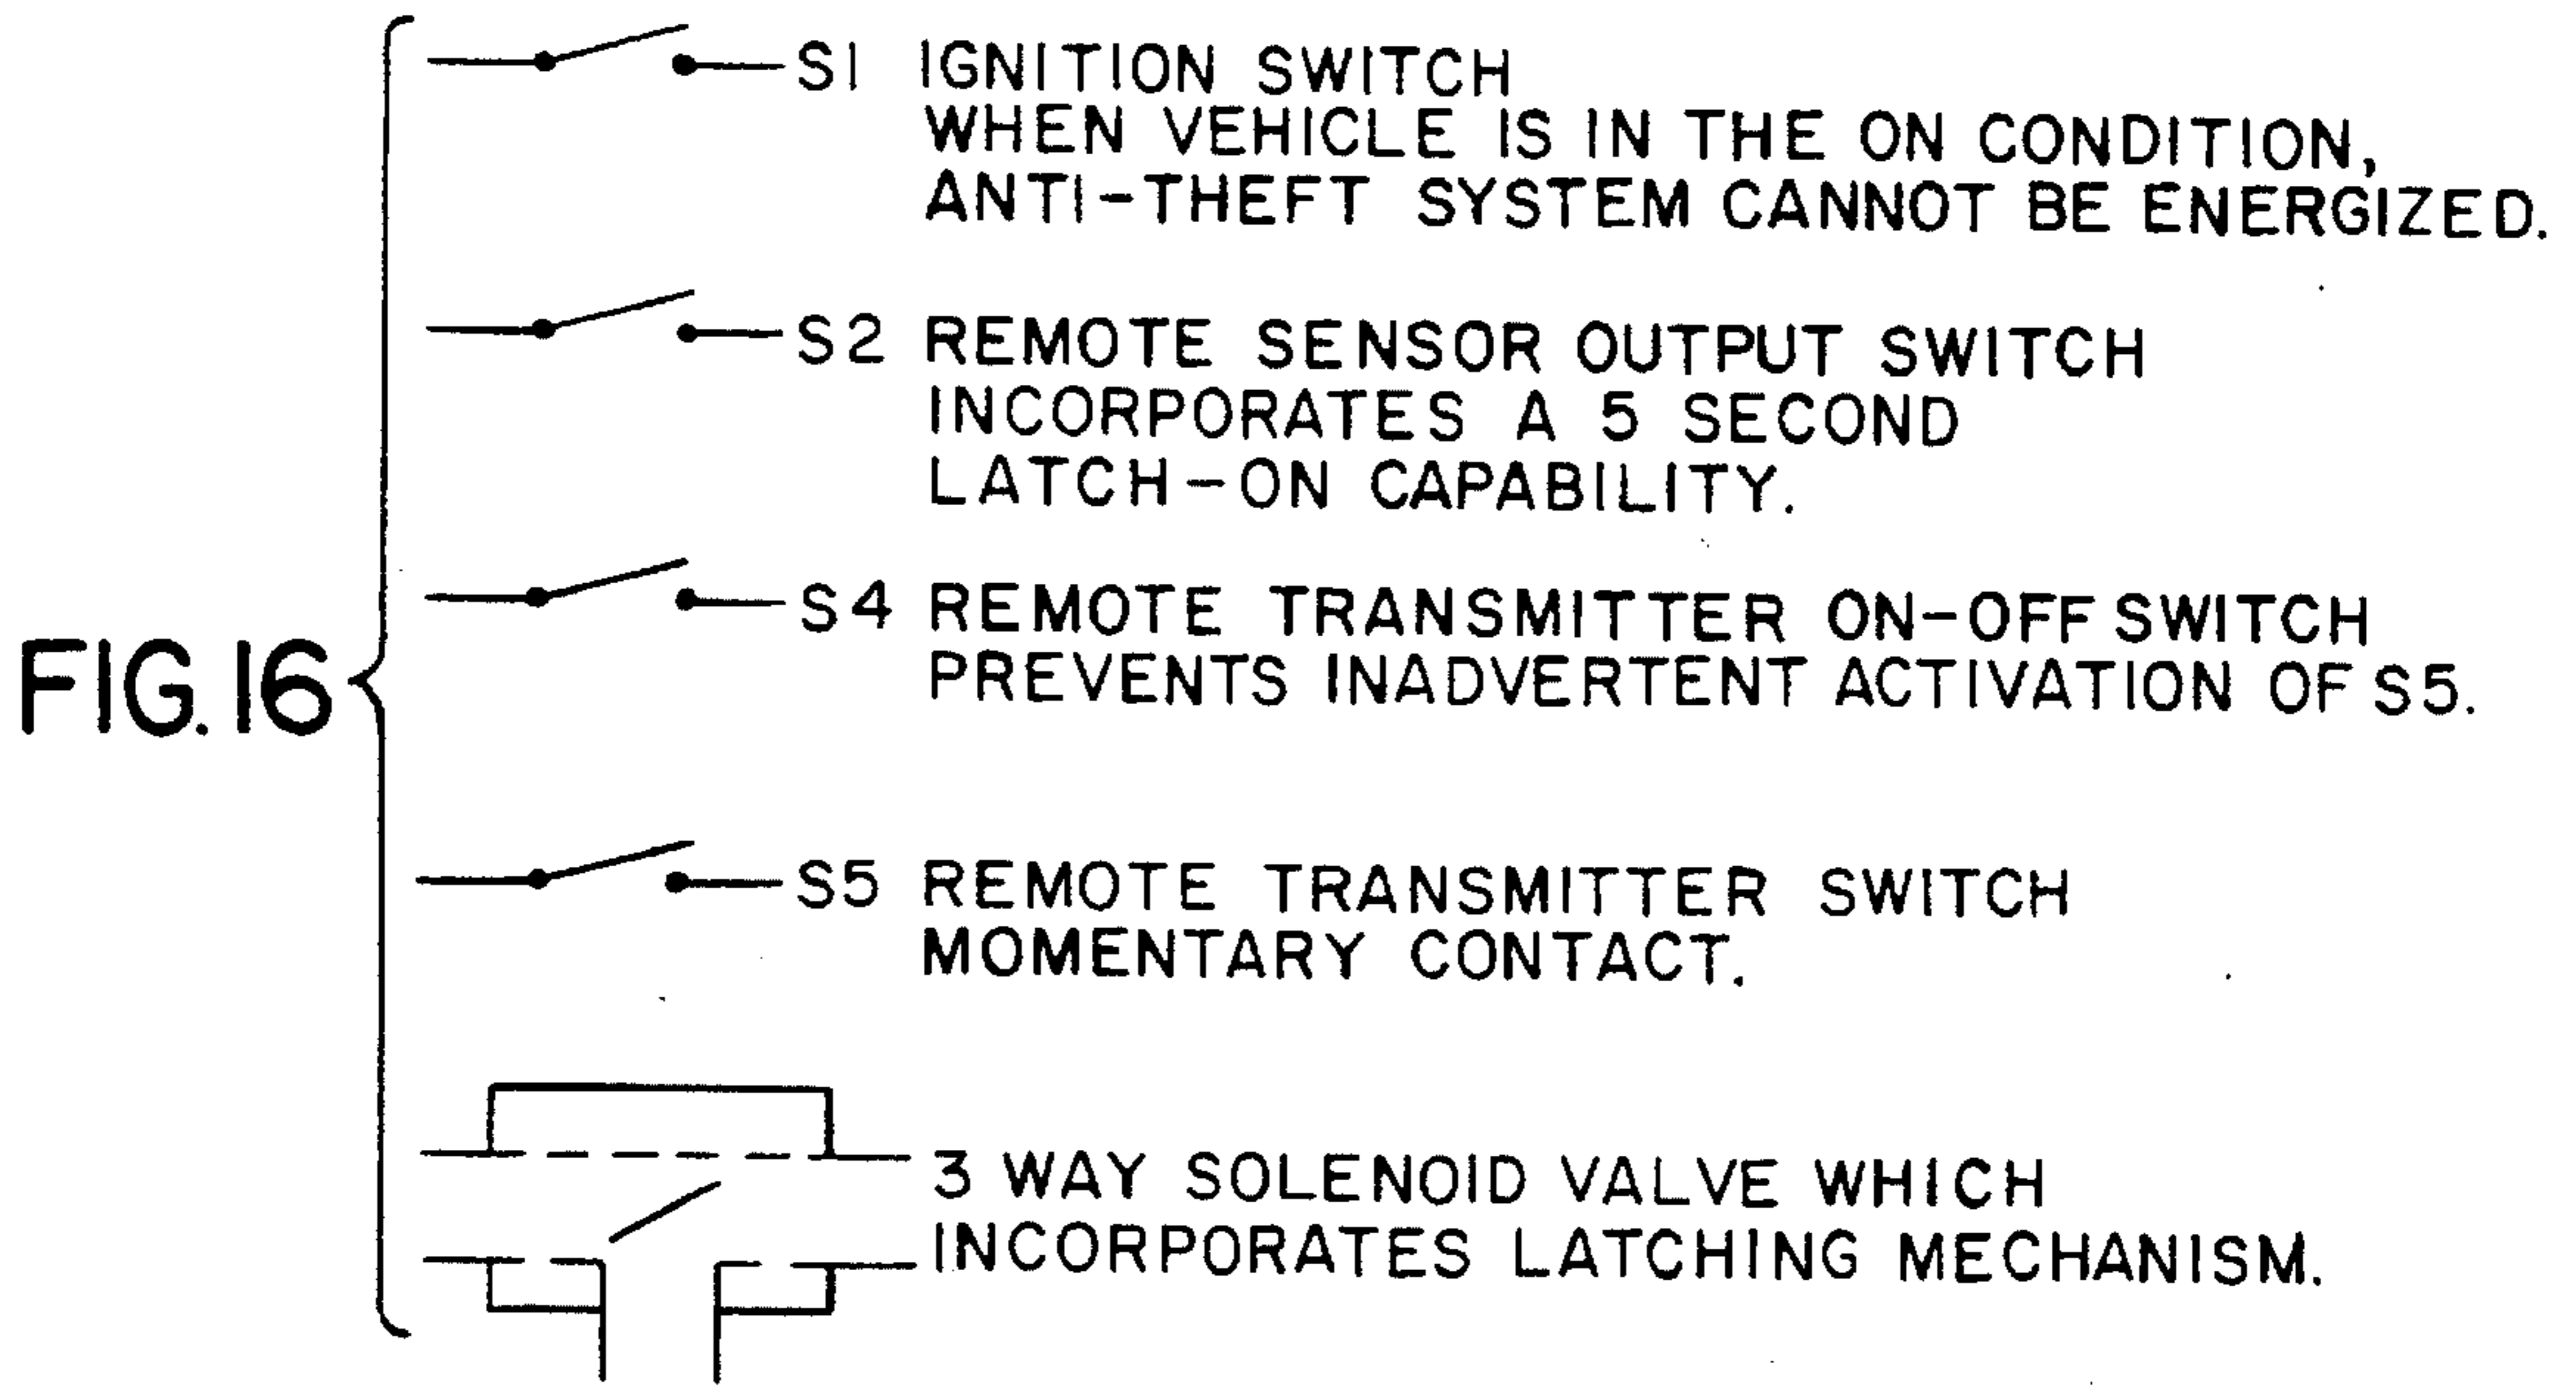 S1 IGNITION SWITCH
WHEN VEHICLE IS IN THE ON CONDITION,
ANTI-THEFT SYSTEM CANNOT BE ENERGIZED.
S2 REMOTE SENSOR OUTPUT SWITCH
INCORPORATES A 5 SECOND
LATCH-ON CAPABILITY.
S4 REMOTE TRANSMITTER ON-OFF SWITCH
PREVENTS INADVERTENT ACTIVATION OF S5.
FIG. 16
S5 REMOTE TRANSMITTER SWITCH
MOMENTARY CONTACT.
3 WAY SOLENOID VALVE WHICH
INCORPORATES LATCHING MECHANISM.